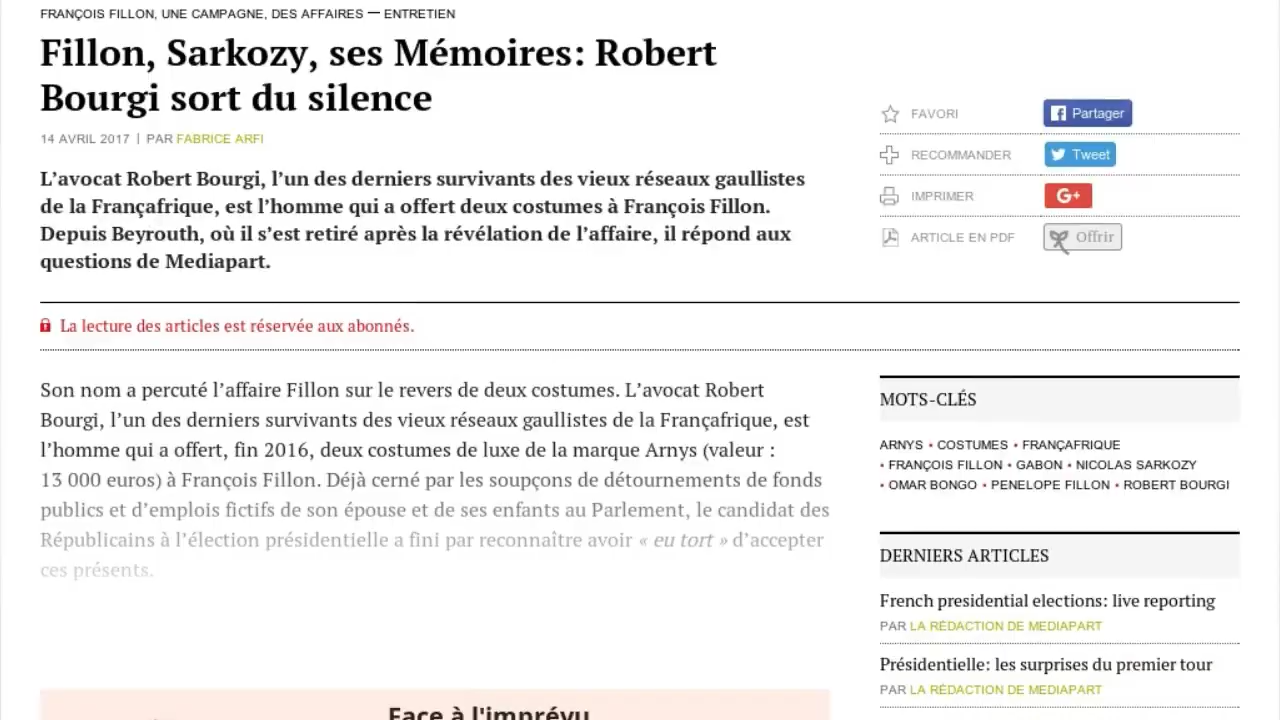 FRANÇOIS FILLON, UNE CAMPAGNE, DES AFFAIRES — ENTRETIEN
Fillon, Sarkozy, ses Mémoires: Robert
Bourgi sort du silence
14 AVRIL 2017 | PAR FABRICE ARFI
L’avocat Robert Bourgi, l’un des derniers survivants des vieux réseaux gaullistes
de la Françafrique, est l’homme qui a offert deux costumes à François Fillon.
Depuis Beyrouth, où il s’est retiré après la révélation de l’affaire, il répond aux
questions de Mediapart.
FAVORI
Partager
RECOMMANDER
Tweet
IMPRIMER
G+
ARTICLE EN PDF
Offrir
La lecture des articles est réservée aux abonnés.
Son nom a percuté l’affaire Fillon sur le revers de deux costumes. L’avocat Robert
Bourgi, l’un des derniers survivants des vieux réseaux gaullistes de la Françafrique, est
l’homme qui a offert, fin 2016, deux costumes de luxe de la marque Arnys (valeur :
13 000 euros) à François Fillon. Déjà cerné par les soupçons de détournements de fonds
publics et d’emplois fictifs de son épouse et de ses enfants au Parlement, le candidat des
Républicains à l’élection présidentielle a fini par reconnaître avoir « eu tort » d’accepter
ces présents.
MOTS-CLÉS
ARNYS • COSTUMES • FRANÇAFRIQUE
• FRANÇOIS FILLON • GABON • NICOLAS SARKOZY
• OMAR BONGO • PENELOPE FILLON • ROBERT BOURGI
DERNIERS ARTICLES
French presidential elections: live reporting
PAR LA RÉDACTION DE MEDIAPART
Présidentielle: les surprises du premier tour
PAR LA RÉDACTION DE MEDIAPART
Face à l'imprévu